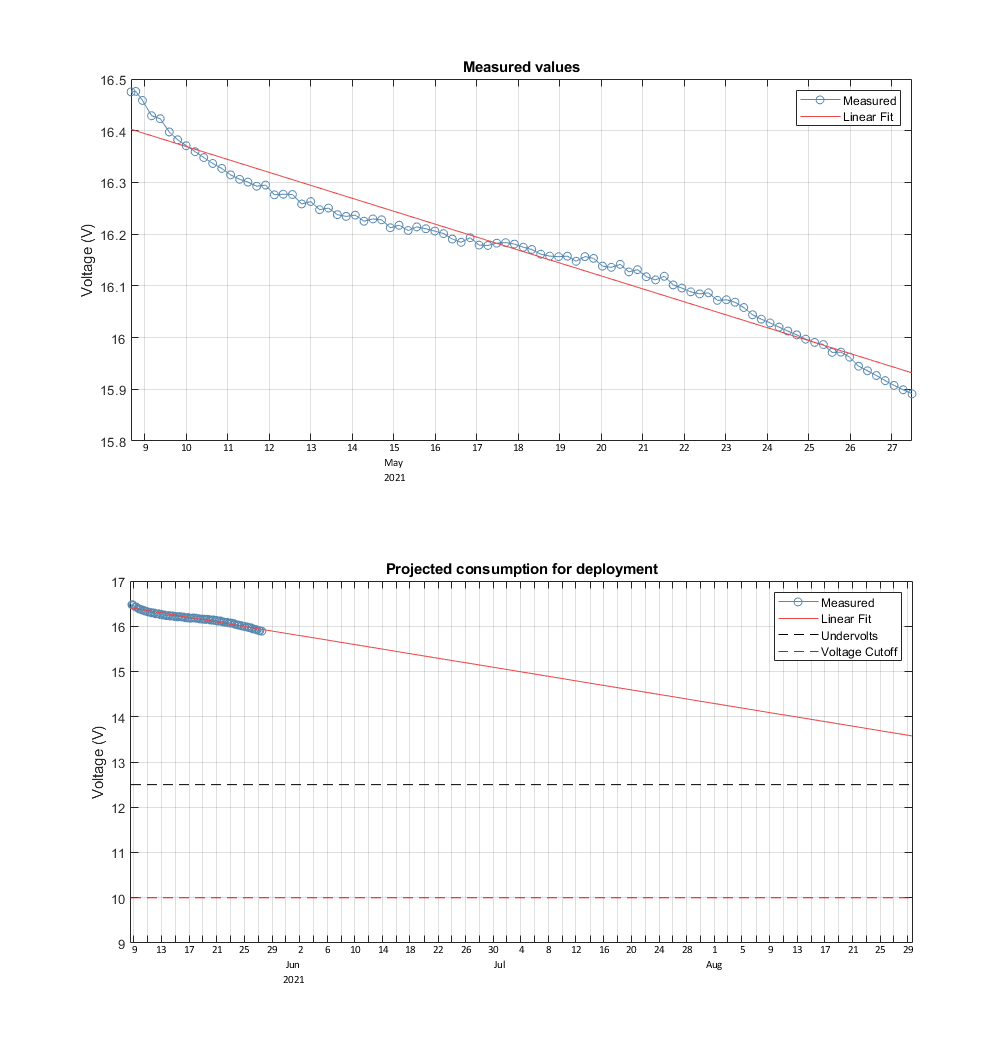 Measured values
16.5
16.4
16.3
16.2
16.1
16
15.9
15.8
Voltage (V)
Measured
Linear Fit
9 10 11 12 13 14 15 16 17 18 19 20 21 22 23 24 25 26 27
May
2021
Projected consumption for deployment
17
16
15
14
13
12
11
10
9
Voltage (V)
Measured
Linear Fit
Undervolts
Voltage Cutoff
9 13 17 21 25 29 2 6 10 14 18 22 26 30 4 8 12 16 20 24 28 1 5 9 13 17 21 25 29
Jun Jul Aug
2021